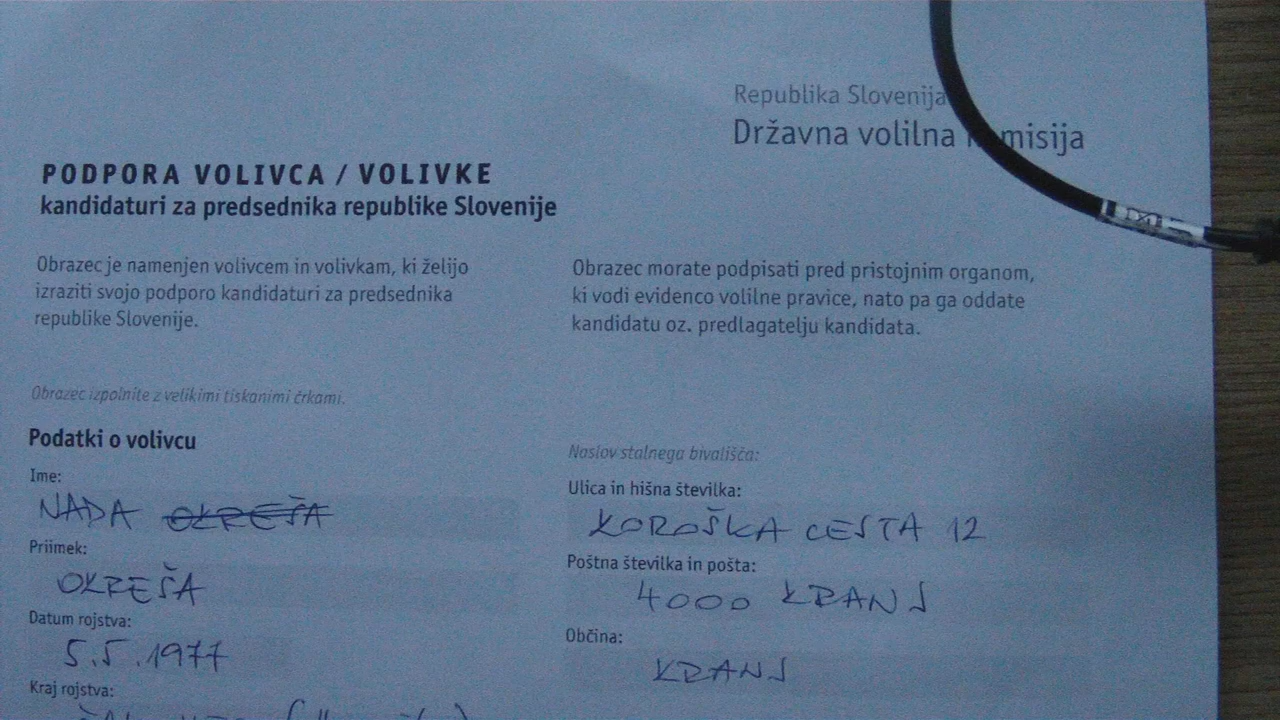 Republika Slovenija
Državna volilna misija
PODPORA VOLIVCA / VOLIVKE
kandidaturi za predsednika republike Slovenije
Obrazec je namenjen volivcem in volivkam, ki želijo
izraziti svojo podporo kandidaturi za predsednika
republike Slovenije.
Obrazec morate podpisati pred pristojnim organom,
ki vodi evidenco volilne pravice, nato pa ga oddate
kandidatu oz. predlagatelju kandidata.
Obrazec izpolnite z velikimi tiskanimi črkami.
Podatki o volivcu
Ime:
NADA OKREŠA
Priimek:
OKREŠA
Datum rojstva:
5.5.1977
Kraj rojstva:
Naslov stalnega bivališča:
Ulica in hišna številka:
KOROŠKA CESTA 12
Poštna številka in pošta:
4000 KRANJ
Občina:
KRANJ